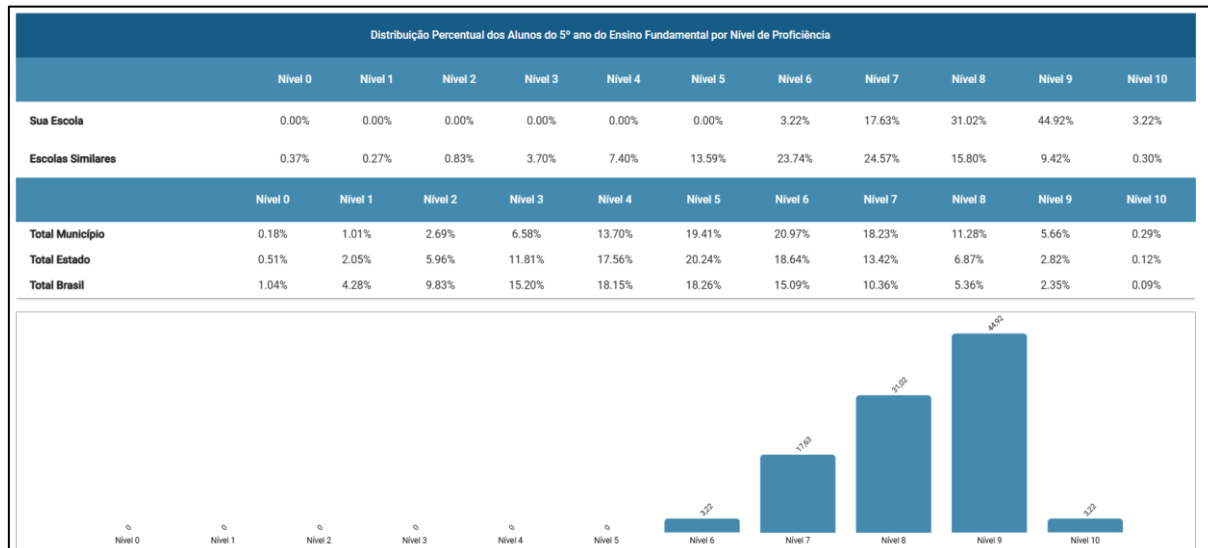 Distribuição Percentual dos Alunos do 5º ano do Ensino Fundamental por Nível de Proficiência
Nível 0 Nível 1 Nível 2 Nível 3 Nível 4 Nível 5 Nível 6 Nível 7 Nível 8 Nível 9 Nível 10
Sua Escola 0.00% 0.00% 0.00% 0.00% 0.00% 0.00% 3.22% 17.63% 31.02% 44.92% 3.22%
Escolas Similares 0.37% 0.27% 0.83% 3.70% 7.40% 13.59% 23.74% 24.57% 15.80% 9.42% 0.30%
Nível 0 Nível 1 Nível 2 Nível 3 Nível 4 Nível 5 Nível 6 Nível 7 Nível 8 Nível 9 Nível 10
Total Município 0.18% 1.01% 2.69% 6.58% 13.70% 19.41% 20.97% 18.23% 11.28% 5.66% 0.29%
Total Estado 0.51% 2.05% 5.96% 11.81% 17.56% 20.24% 18.64% 13.42% 6.87% 2.82% 0.12%
Total Brasil 1.04% 4.28% 9.83% 15.20% 18.15% 18.26% 15.09% 10.36% 5.36% 2.35% 0.09%
0 0 0 0 0 0 3,22 17,63 31,02 44,92 3,22
Nível 0 Nível 1 Nível 2 Nível 3 Nível 4 Nível 5 Nível 6 Nível 7 Nível 8 Nível 9 Nível 10